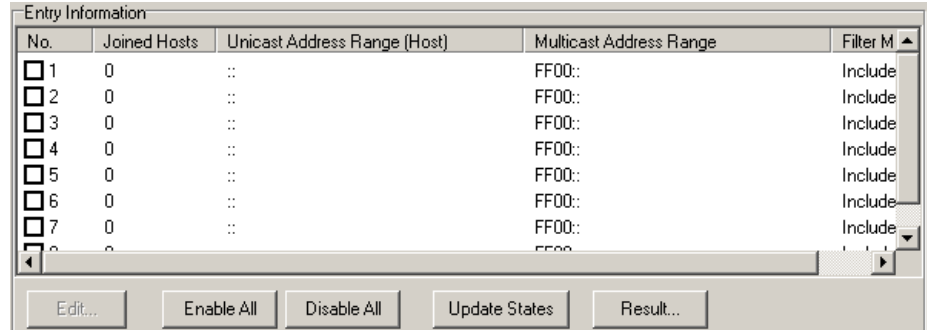 Entry Information
No. Joined Hosts Unicast Address Range (Host) Multicast Address Range Filter M
1 0 :: FF00:: Include
2 0 :: FF00:: Include
3 0 :: FF00:: Include
4 0 :: FF00:: Include
5 0 :: FF00:: Include
6 0 :: FF00:: Include
7 0 :: FF00:: Include
Edit... Enable All Disable All Update States Result...